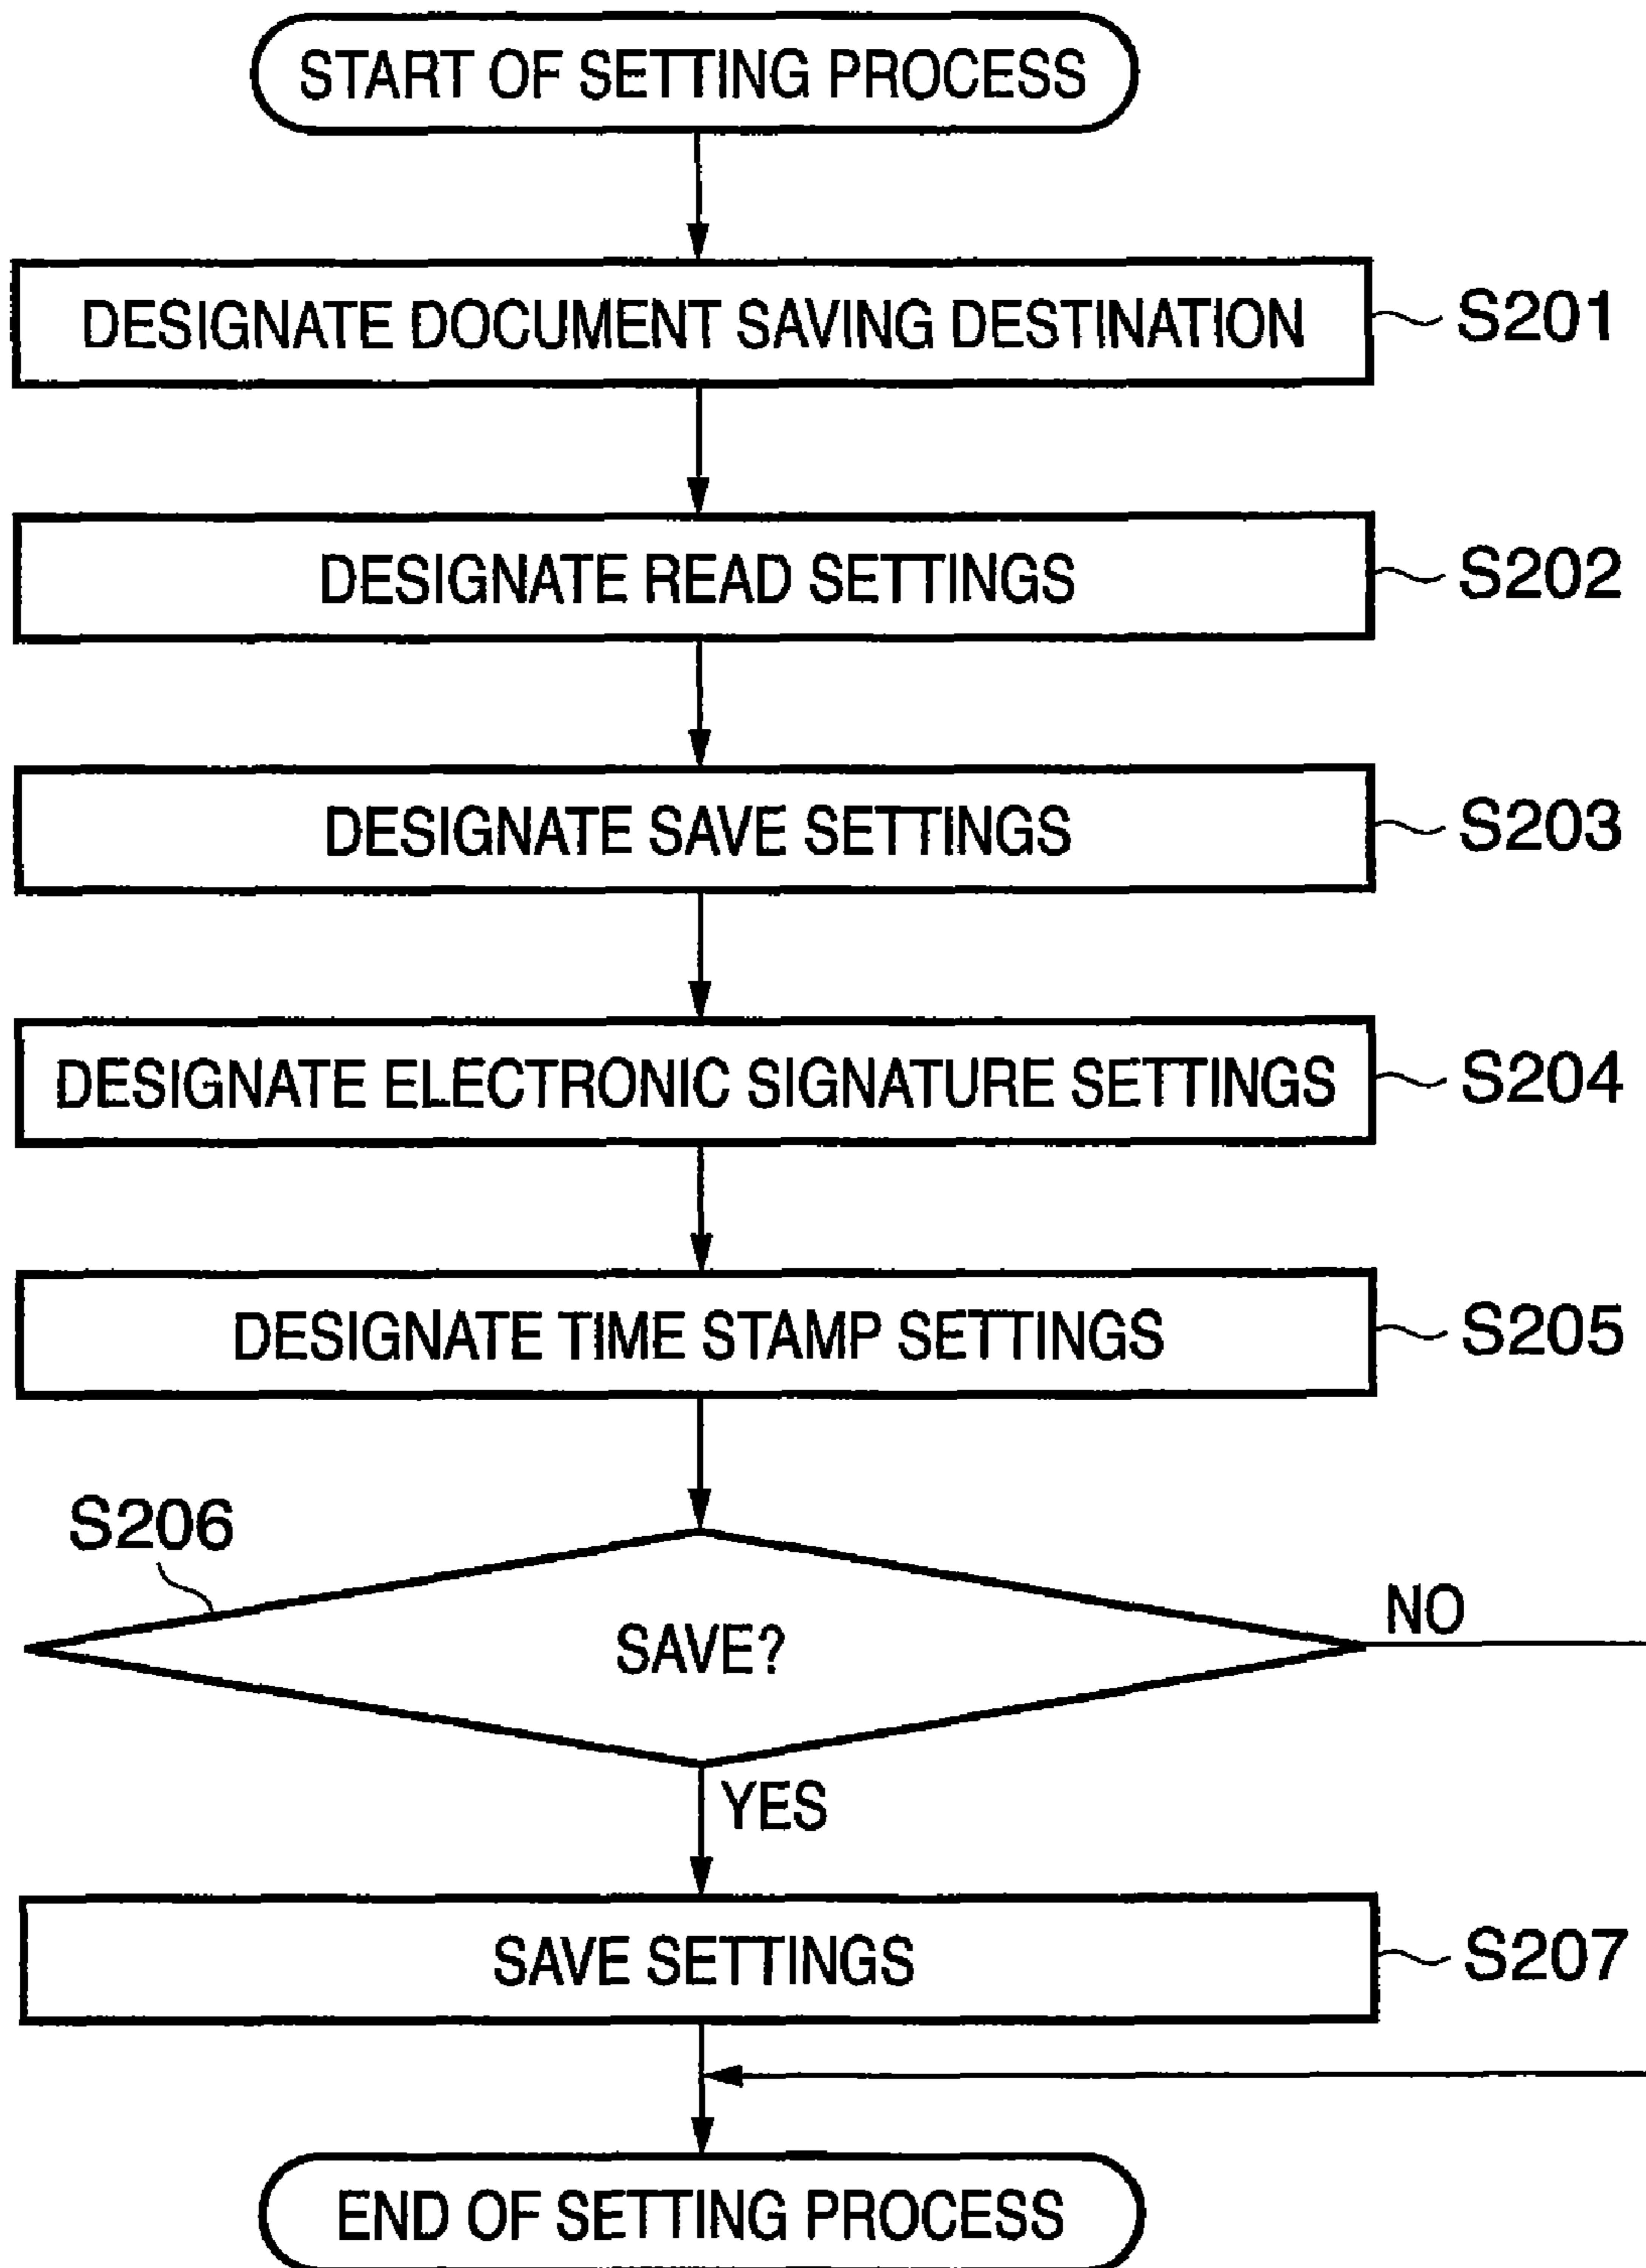 START OF SETTING PROCESS
DESIGNATE DOCUMENT SAVING DESTINATION
S201
DESIGNATE READ SETTINGS
S202
DESIGNATE SAVE SETTINGS
S203
DESIGNATE ELECTRONIC SIGNATURE SETTINGS
S204
DESIGNATE TIME STAMP SETTINGS
S205
S206
SAVE?
NO
YES
SAVE SETTINGS
S207
END OF SETTING PROCESS